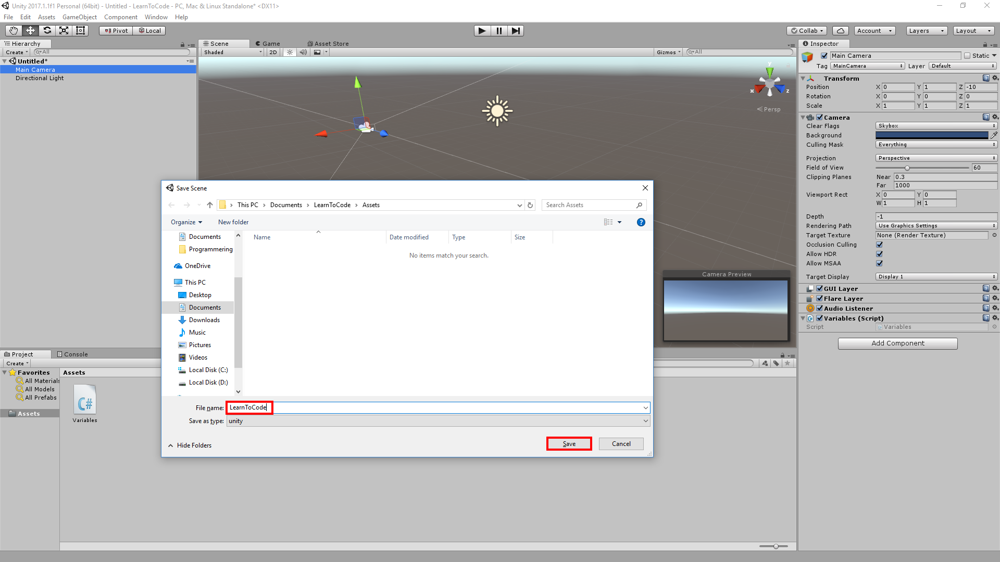 Unity 2017.1.1f1 Personal (64bit) - Untitled - LearnToCode - PC, Mac & Linux Standalone* <DX11>
File Edit Assets GameObject Component Window Help
Pivot Local Collab Account Layers Layout
Hierarchy
Create All
Untitled*
Main Camera
Directional Light
Scene Game Asset Store
Shaded 2D Gizmos All
y
x z
Persp
Inspector
Main Camera Static
Tag MainCamera Layer Default
Transform
Position X 0 Y 1 Z -10
Rotation X 0 Y 0 Z 0
Scale X 1 Y 1 Z 1
Camera
Clear Flags Skybox
Background
Culling Mask Everything
Projection Perspective
Field of View 60
Clipping Planes Near 0.3
Far 1000
Viewport Rect X 0 Y 0
W 1 H 1
Depth -1
Rendering Path Use Graphics Settings
Target Texture None (Render Texture)
Occlusion Culling
Allow HDR
Allow MSAA
Target Display Display 1
GUI Layer
Flare Layer
Audio Listener
Variables (Script)
Script Variables
Add Component
Camera Preview
Save Scene
This PC > Documents > LearnToCode > Assets
Search Assets
Organize New folder ?
Documents
Programmering
OneDrive
This PC
Desktop
Documents
Downloads
Music
Pictures
Videos
Local Disk (C:)
Local Disk (D:)
Name Date modified Type Size
No items match your search.
File name: LearnToCode
Save as type: unity
Hide Folders
Save Cancel
Project Console
Create
Favorites
All Materials
All Models
All Prefabs
Assets
Assets
C#
Variables